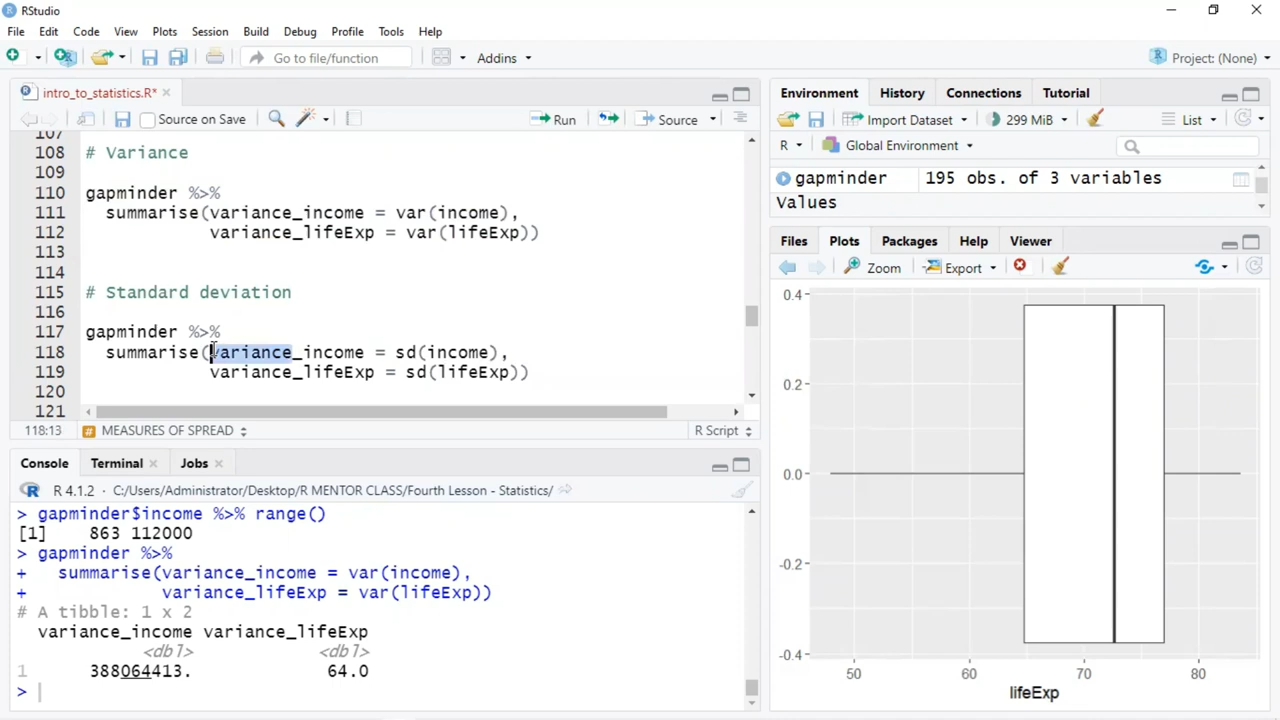 RStudio
File Edit Code View Plots Session Build Debug Profile Tools Help
Go to file/function Addins Project: (None)
intro_to_statistics.R*
Source on Save Run Source
107
108 # Variance
109
110 gapminder %>%
111 summarise(variance_income = var(income),
112 variance_lifeExp = var(lifeExp))
113
114
115 # Standard deviation
116
117 gapminder %>%
118 summarise(variance_income = sd(income),
119 variance_lifeExp = sd(lifeExp))
120
121
118:13 # MEASURES OF SPREAD R Script
Console Terminal Jobs
R 4.1.2 · C:/Users/Administrator/Desktop/R MENTOR CLASS/Fourth Lesson - Statistics/
> gapminder$income %>% range()
[1] 863 112000
> gapminder %>%
+ summarise(variance_income = var(income),
+ variance_lifeExp = var(lifeExp))
# A tibble: 1 x 2
variance_income variance_lifeExp
<dbl> <dbl>
1 388064413. 64.0
>
Environment History Connections Tutorial
Import Dataset 299 MiB List
R Global Environment
gapminder 195 obs. of 3 variables
Values
Files Plots Packages Help Viewer
Zoom Export
0.4
0.2
0.0
-0.2
-0.4
50 60 70 80
lifeExp